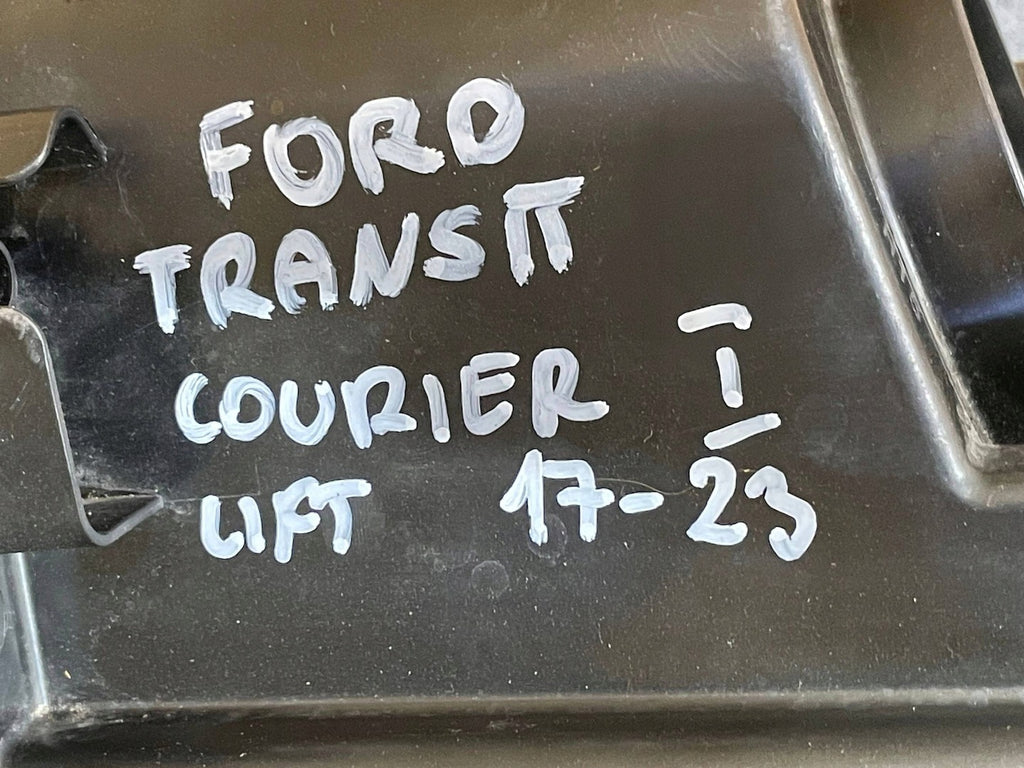 FORD
TRANSIT
COURIER I
LIFT 17-23